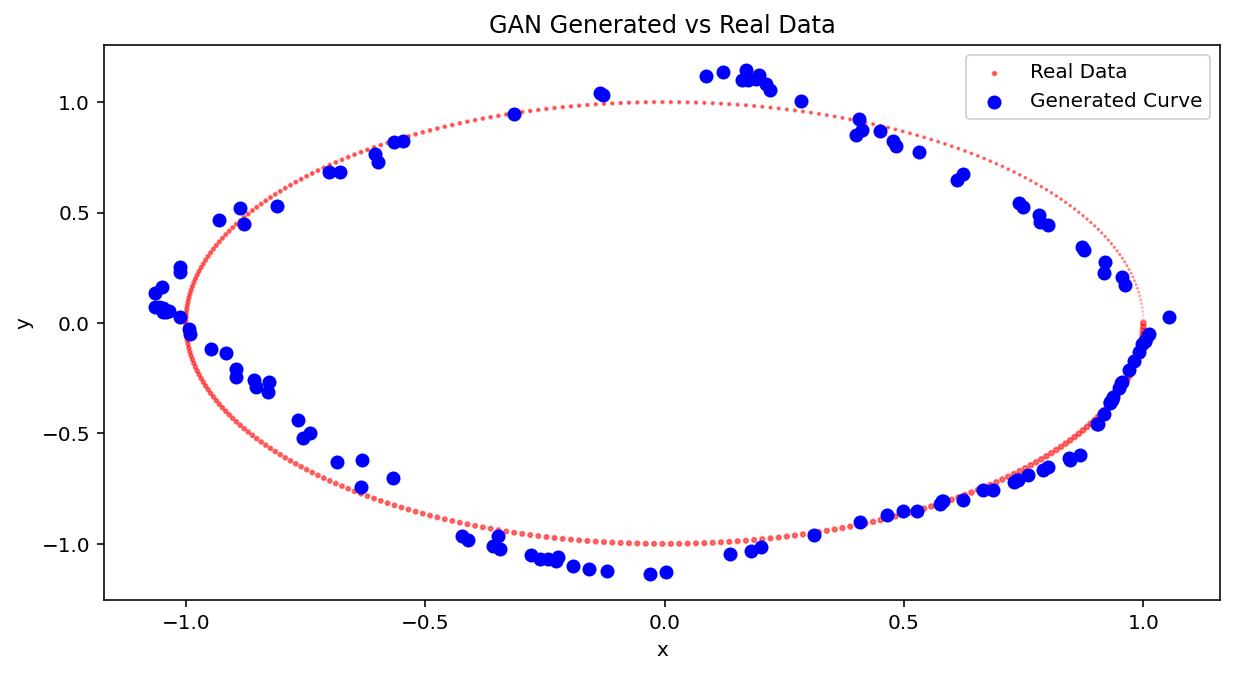 GAN Generated vs Real Data
Real Data
Generated Curve
y
1.0
0.5
0.0
−0.5
−1.0
−1.0 −0.5 0.0 0.5 1.0
x